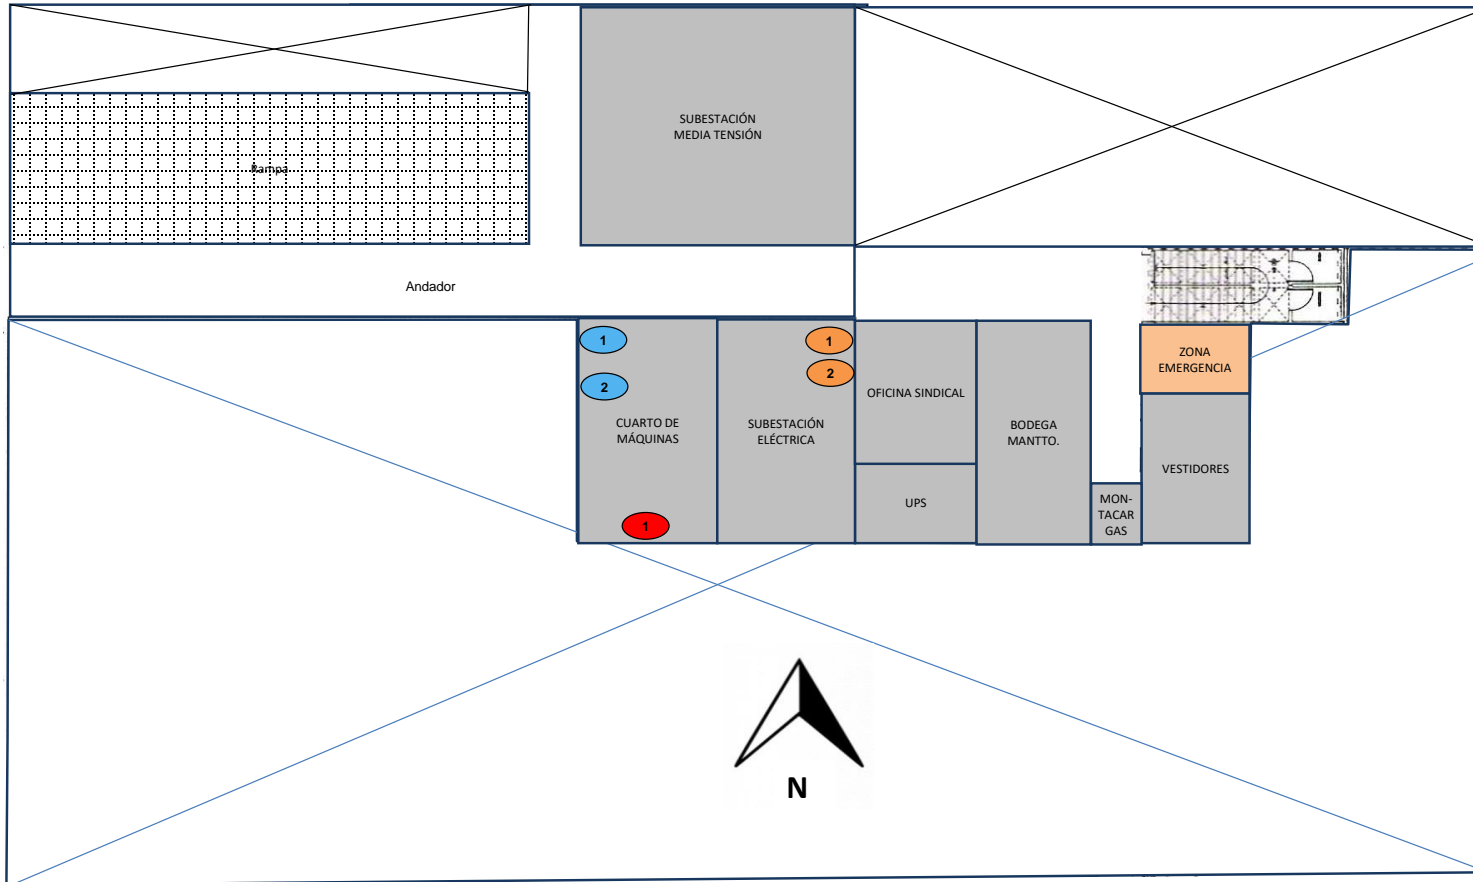 SUBESTACIÓN
MEDIA TENSIÓN
Rampa
Andador
1
2
CUARTO DE
MÁQUINAS
1
1
2
SUBESTACIÓN
ELÉCTRICA
OFICINA SINDICAL
UPS
BODEGA
MANTTO.
MON-
TACAR
GAS
ZONA
EMERGENCIA
VESTIDORES
N